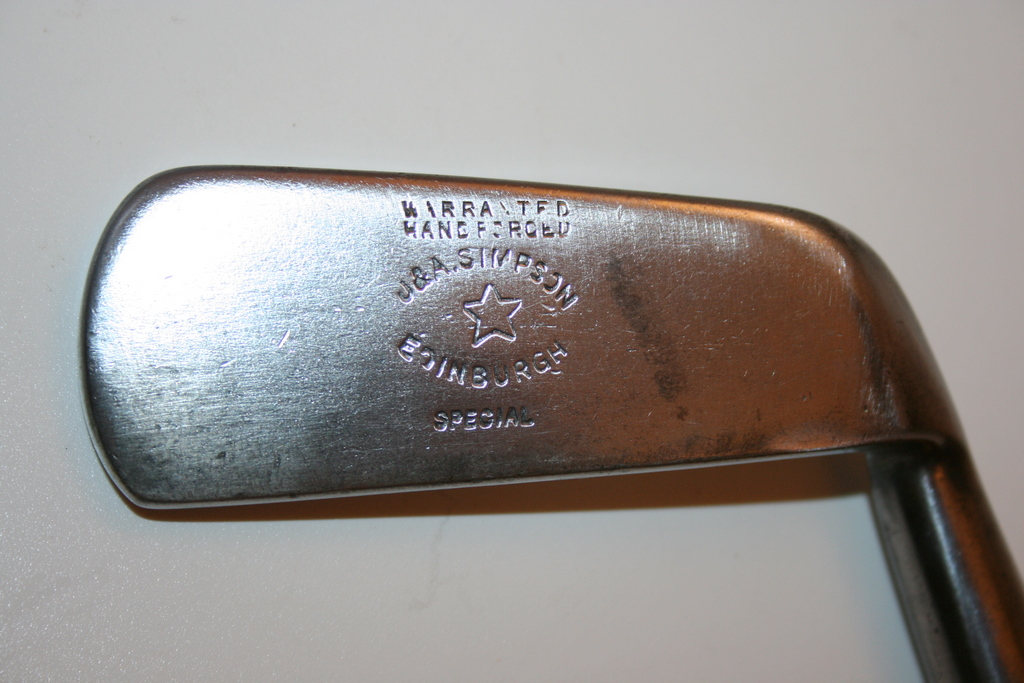 WARRANTED
HAND FORGED
J&A. SIMPSON
EDINBURGH
SPECIAL